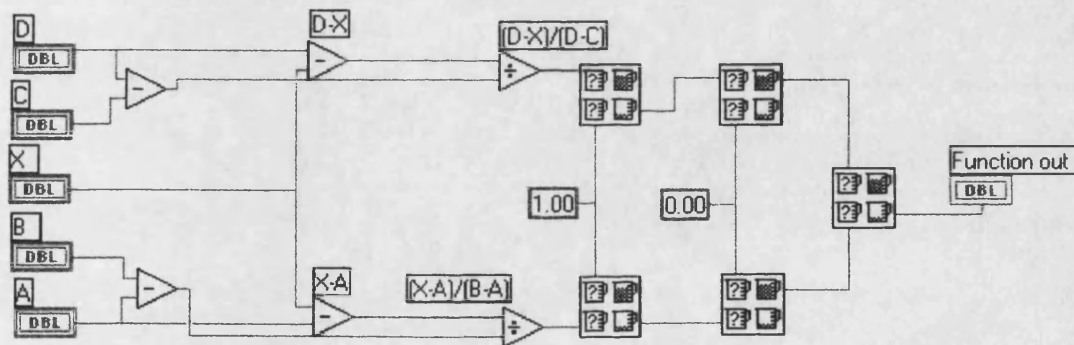 D
DBL
C
DBL
X
DBL
B
DBL
A
DBL
D-X
(D-X)/(D-C)
-
-
÷
1.00
0.00
X-A
(X-A)/(B-A)
-
-
÷
Function out
DBL
? ?
? ?
? ?
? ?
? ?